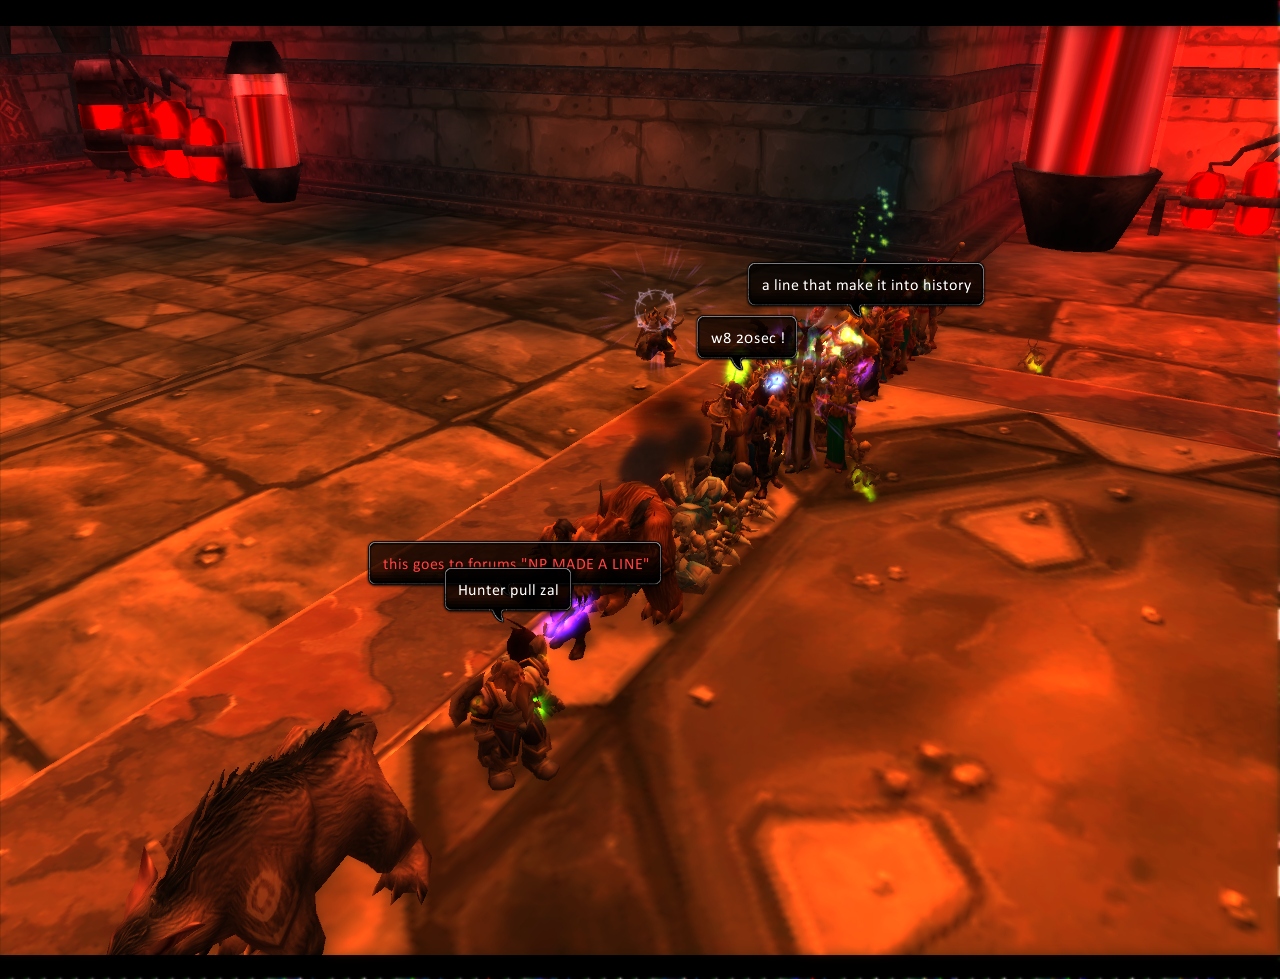 a line that make it into history
w8 20sec !
this goes to forums "NP MADE A LINE"
Hunter pull zal